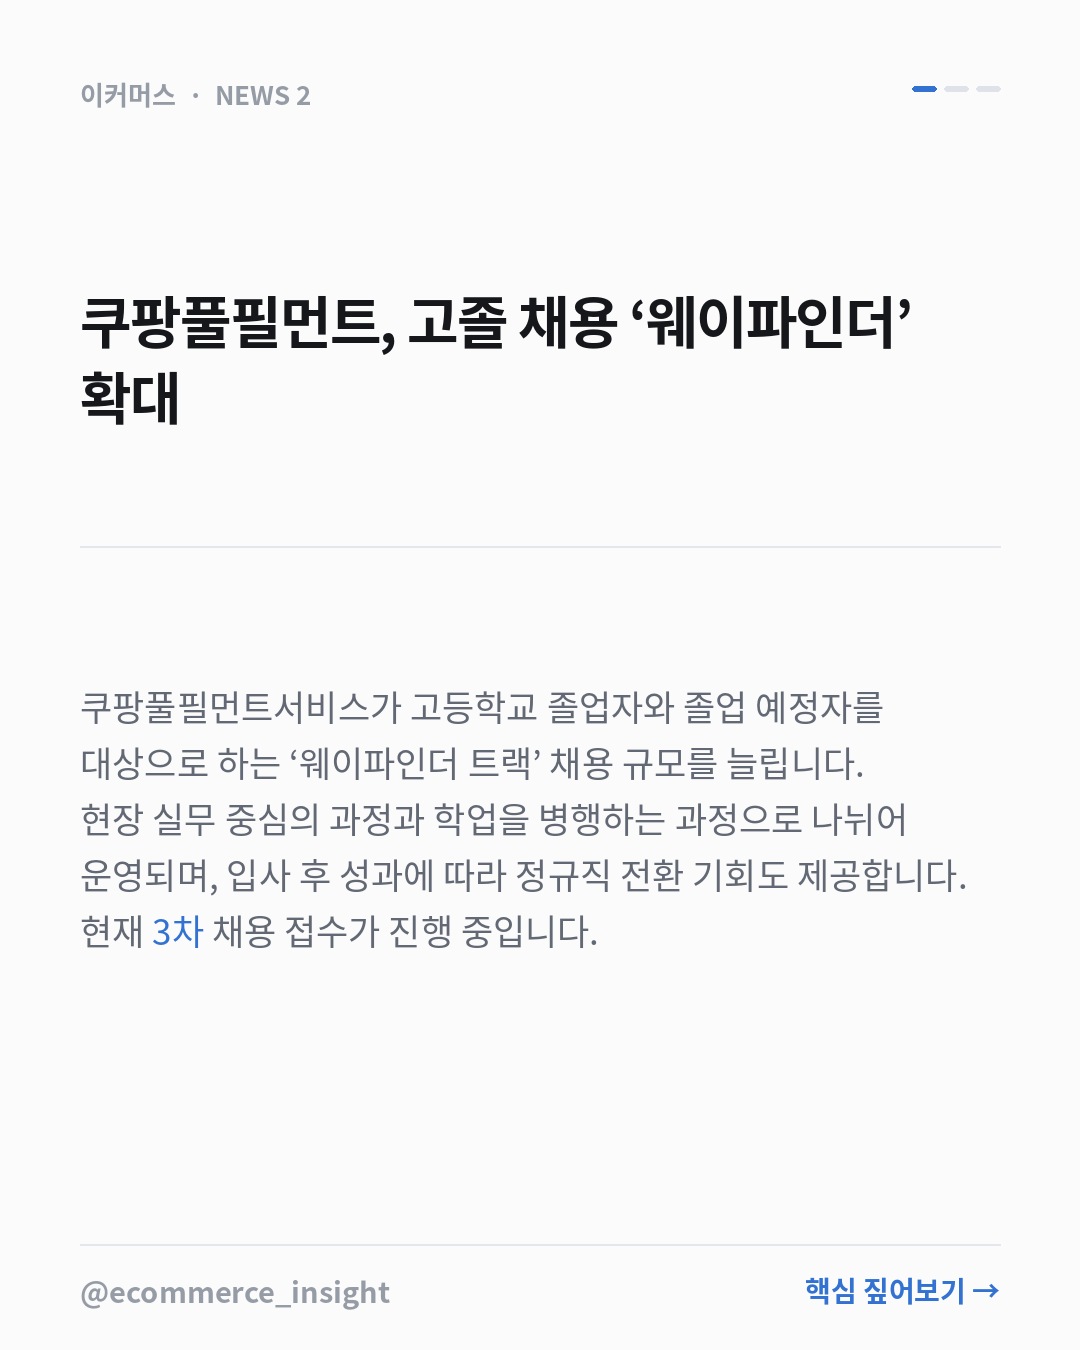 이커머스 · NEWS 2
쿠팡풀필먼트, 고졸 채용 ‘웨이파인더’
확대
쿠팡풀필먼트서비스가 고등학교 졸업자와 졸업 예정자를
대상으로 하는 ‘웨이파인더 트랙’ 채용 규모를 늘립니다.
현장 실무 중심의 과정과 학업을 병행하는 과정으로 나뉘어
운영되며, 입사 후 성과에 따라 정규직 전환 기회도 제공합니다.
현재 3차 채용 접수가 진행 중입니다.
@ecommerce_insight
핵심 짚어보기 →